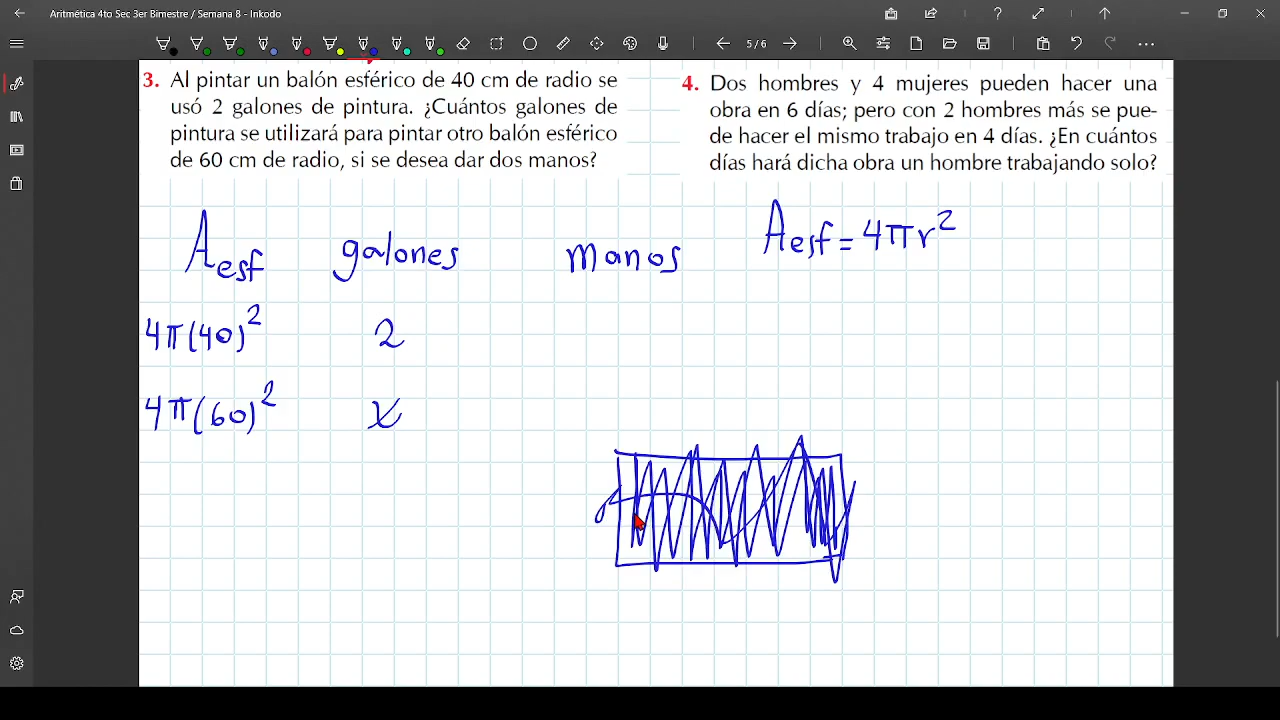 Aritmética 4to Sec 3er Bimestre / Semana 8 - Inkodo
5/6
3. Al pintar un balón esférico de 40 cm de radio se
usó 2 galones de pintura. ¿Cuántos galones de
pintura se utilizará para pintar otro balón esférico
de 60 cm de radio, si se desea dar dos manos?
4. Dos hombres y 4 mujeres pueden hacer una
obra en 6 días; pero con 2 hombres más se pue-
de hacer el mismo trabajo en 4 días. ¿En cuántos
días hará dicha obra un hombre trabajando solo?
Aesf galones manos
Aesf = 4πr²
4π(40)² 2
4π(60)² x